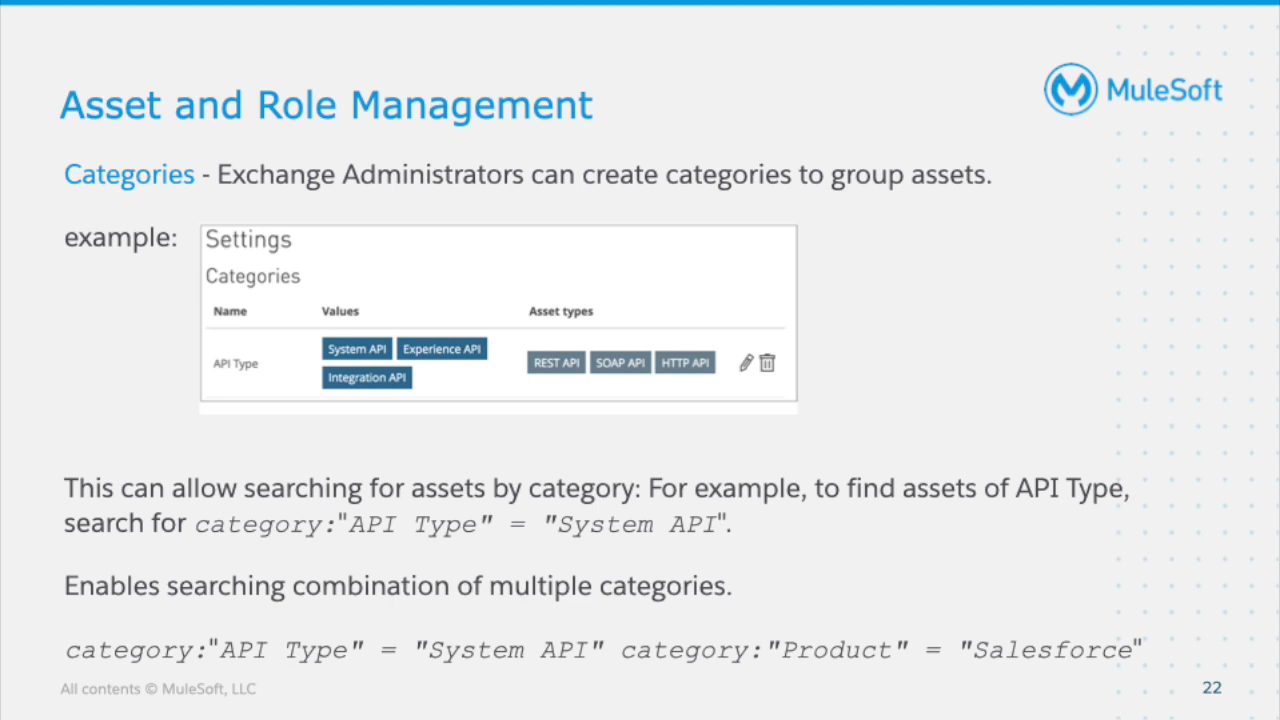 MuleSoft
Asset and Role Management
Categories - Exchange Administrators can create categories to group assets.
example:
Settings
Categories
Name Values Asset types
System API Experience API
API Type REST API SOAP API HTTP API
Integration API
This can allow searching for assets by category: For example, to find assets of API Type,
search for category:"API Type" = "System API".
Enables searching combination of multiple categories.
category:"API Type" = "System API" category:"Product" = "Salesforce"
All contents © MuleSoft, LLC
22